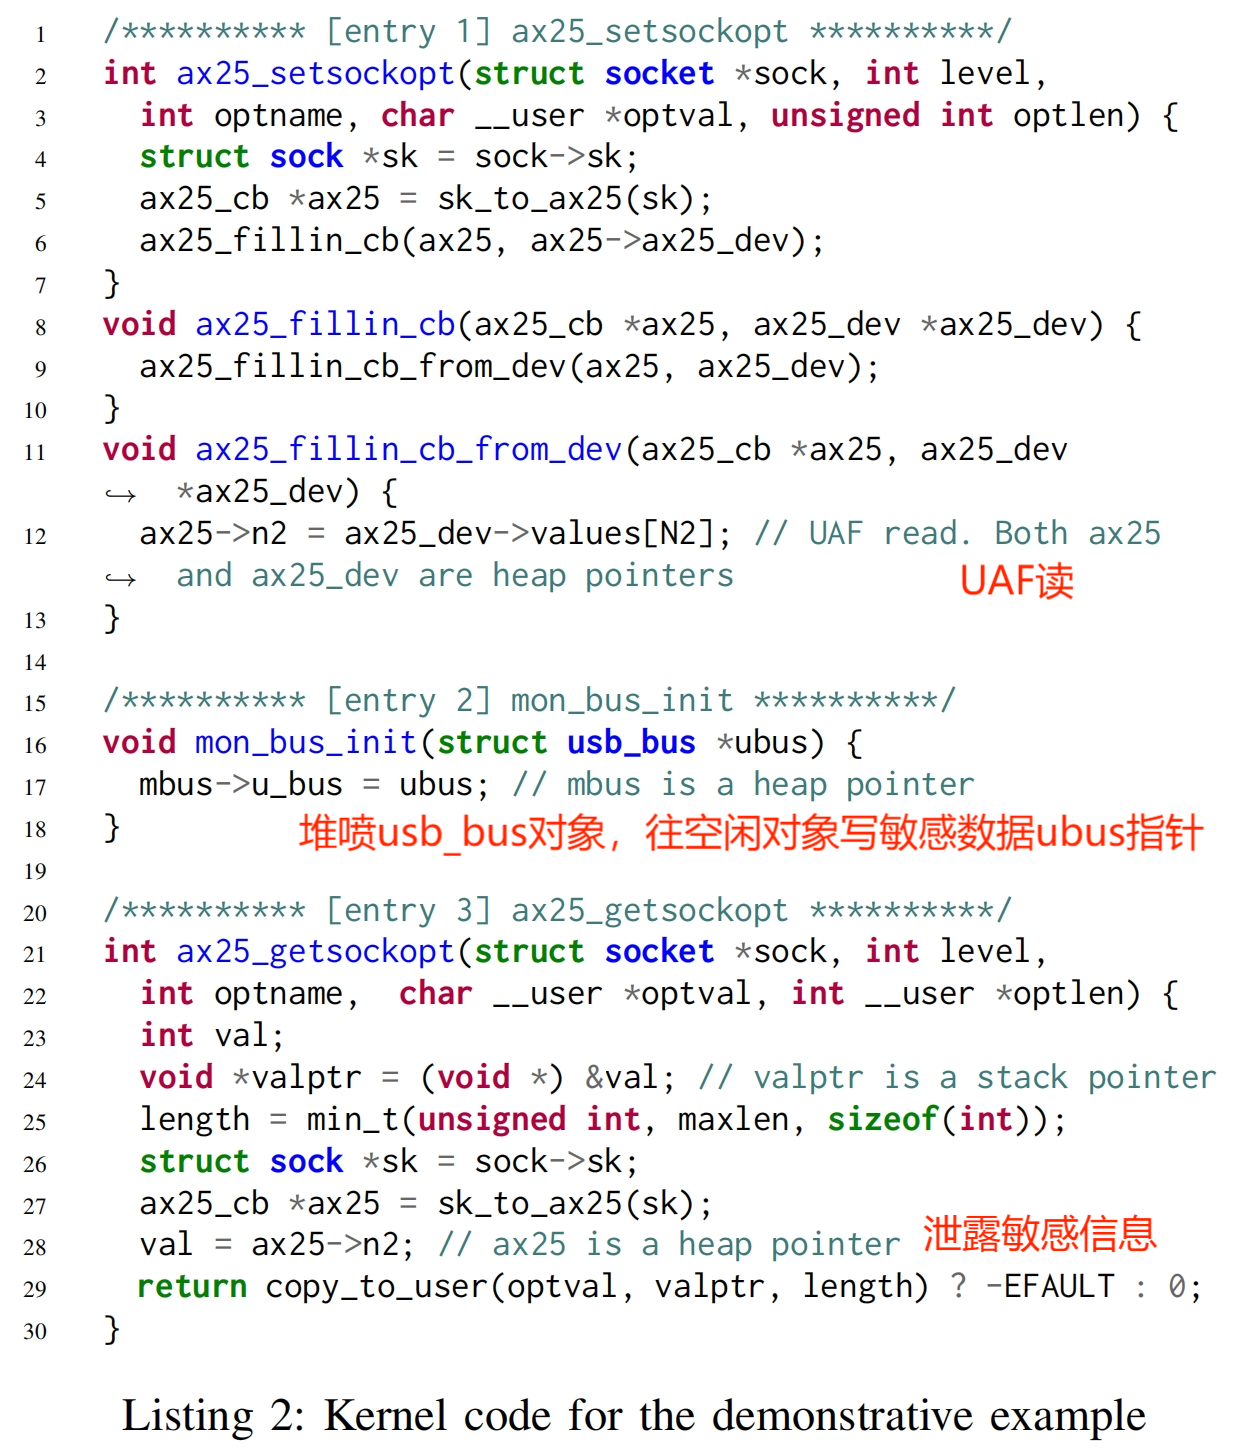 1 /********** [entry 1] ax25_setsockopt **********/
2 int ax25_setsockopt(struct socket *sock, int level,
3 int optname, char __user *optval, unsigned int optlen) {
4 struct sock *sk = sock->sk;
5 ax25_cb *ax25 = sk_to_ax25(sk);
6 ax25_fillin_cb(ax25, ax25->ax25_dev);
7 }
8 void ax25_fillin_cb(ax25_cb *ax25, ax25_dev *ax25_dev) {
9 ax25_fillin_cb_from_dev(ax25, ax25_dev);
10 }
11 void ax25_fillin_cb_from_dev(ax25_cb *ax25, ax25_dev
↪ *ax25_dev) {
12 ax25->n2 = ax25_dev->values[N2]; // UAF read. Both ax25
↪ and ax25_dev are heap pointers
UAF读
13 }
14
15 /********** [entry 2] mon_bus_init **********/
16 void mon_bus_init(struct usb_bus *ubus) {
17 mbus->u_bus = ubus; // mbus is a heap pointer
18 }
堆喷usb_bus对象，往空闲对象写敏感数据ubus指针
19
20 /********** [entry 3] ax25_getsockopt **********/
21 int ax25_getsockopt(struct socket *sock, int level,
22 int optname, char __user *optval, int __user *optlen) {
23 int val;
24 void *valptr = (void *) &val; // valptr is a stack pointer
25 length = min_t(unsigned int, maxlen, sizeof(int));
26 struct sock *sk = sock->sk;
27 ax25_cb *ax25 = sk_to_ax25(sk);
28 val = ax25->n2; // ax25 is a heap pointer
泄露敏感信息
29 return copy_to_user(optval, valptr, length) ? -EFAULT : 0;
30 }
Listing 2: Kernel code for the demonstrative example